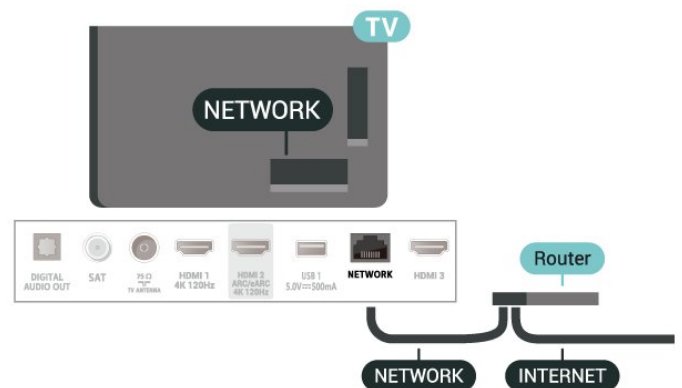 TV
NETWORK
DIGITAL
AUDIO OUT
SAT
75 Ω
TV ANTENNA
HDMI 1
4K 120Hz
HDMI 2
ARC/eARC
4K 120Hz
USB 1
5.0V⎓500mA
NETWORK
HDMI 3
Router
NETWORK
INTERNET